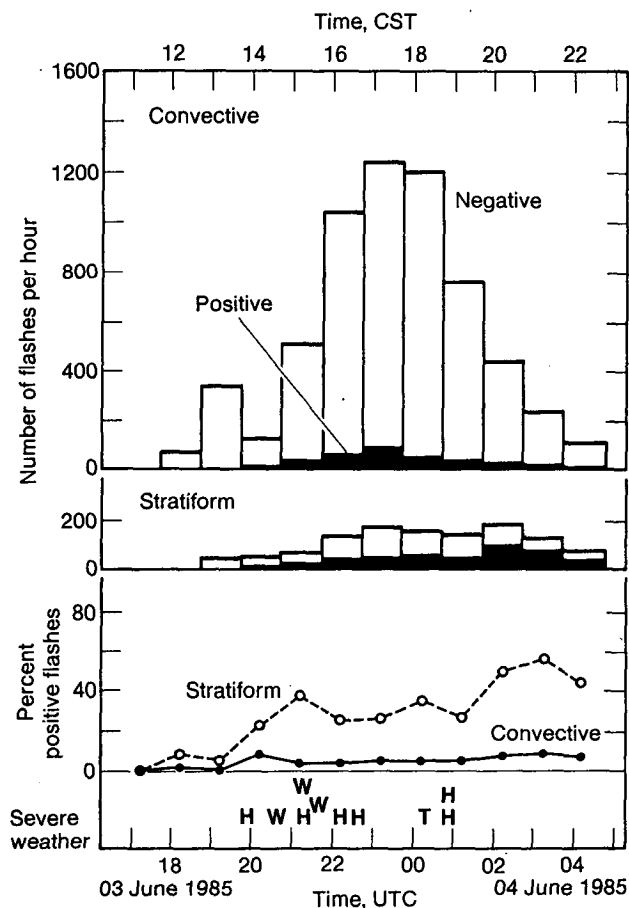 Time, CST
12 14 16 18 20 22
1600
Convective
1200
Negative
800
Positive
400
0
Number of flashes per hour
Stratiform
200
0
80
Percent
positive flashes
40
Stratiform
Convective
0
W
W H
Severe
weather
H W H H H T H
18 20 22 00 02 04
03 June 1985 Time, UTC 04 June 1985